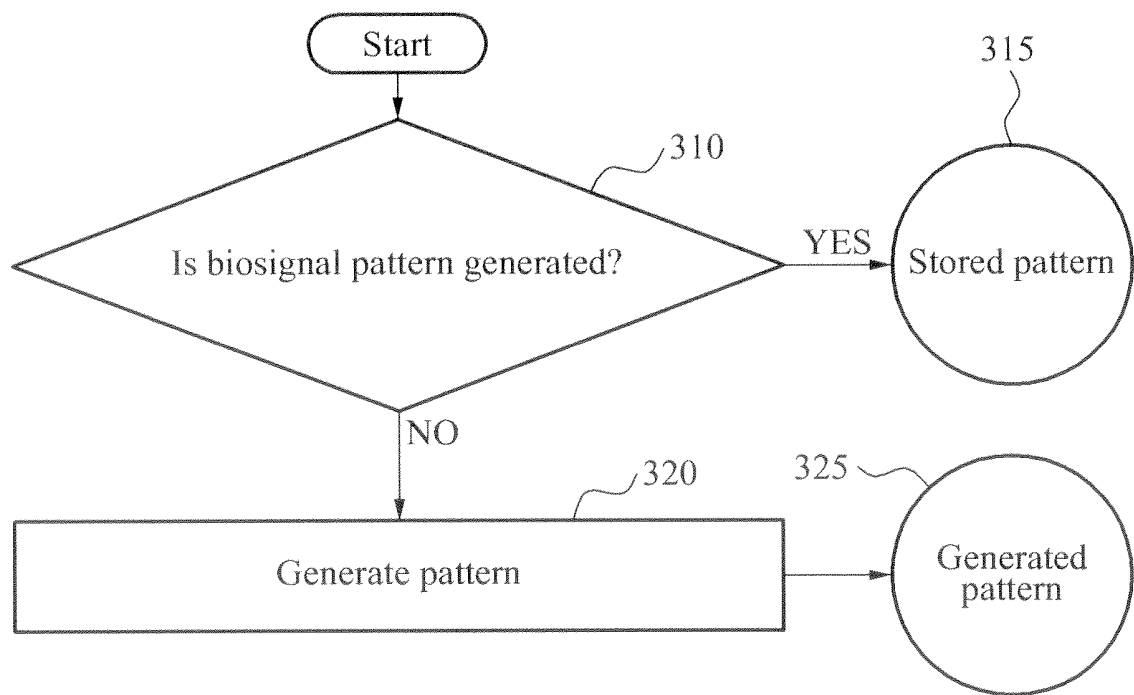 Start
315
310
Is biosignal pattern generated?
YES
Stored pattern
NO
320
325
Generate pattern
Generated
pattern